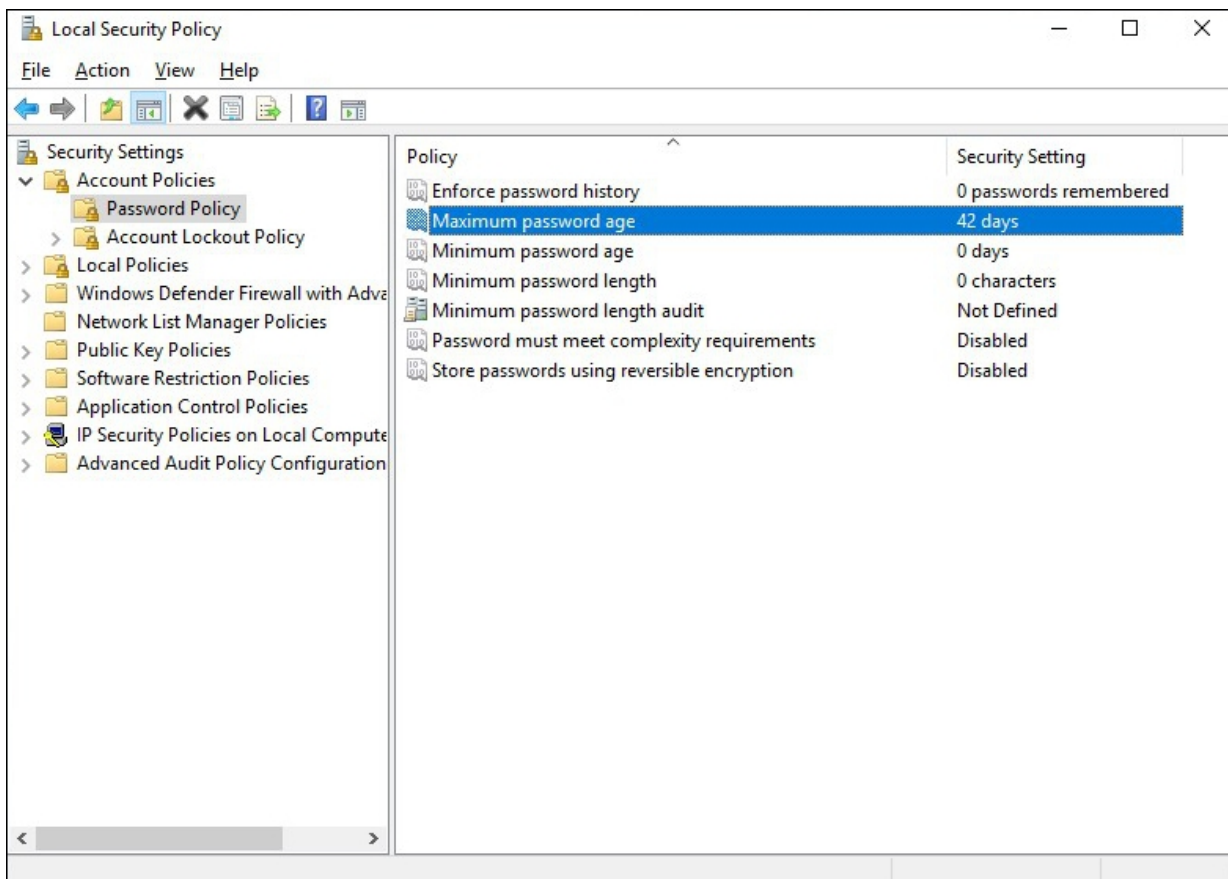 Local Security Policy
File Action View Help
Security Settings
Account Policies
Password Policy
Account Lockout Policy
Local Policies
Windows Defender Firewall with Adva
Network List Manager Policies
Public Key Policies
Software Restriction Policies
Application Control Policies
IP Security Policies on Local Compute
Advanced Audit Policy Configuration
Policy Security Setting
Enforce password history 0 passwords remembered
Maximum password age 42 days
Minimum password age 0 days
Minimum password length 0 characters
Minimum password length audit Not Defined
Password must meet complexity requirements Disabled
Store passwords using reversible encryption Disabled